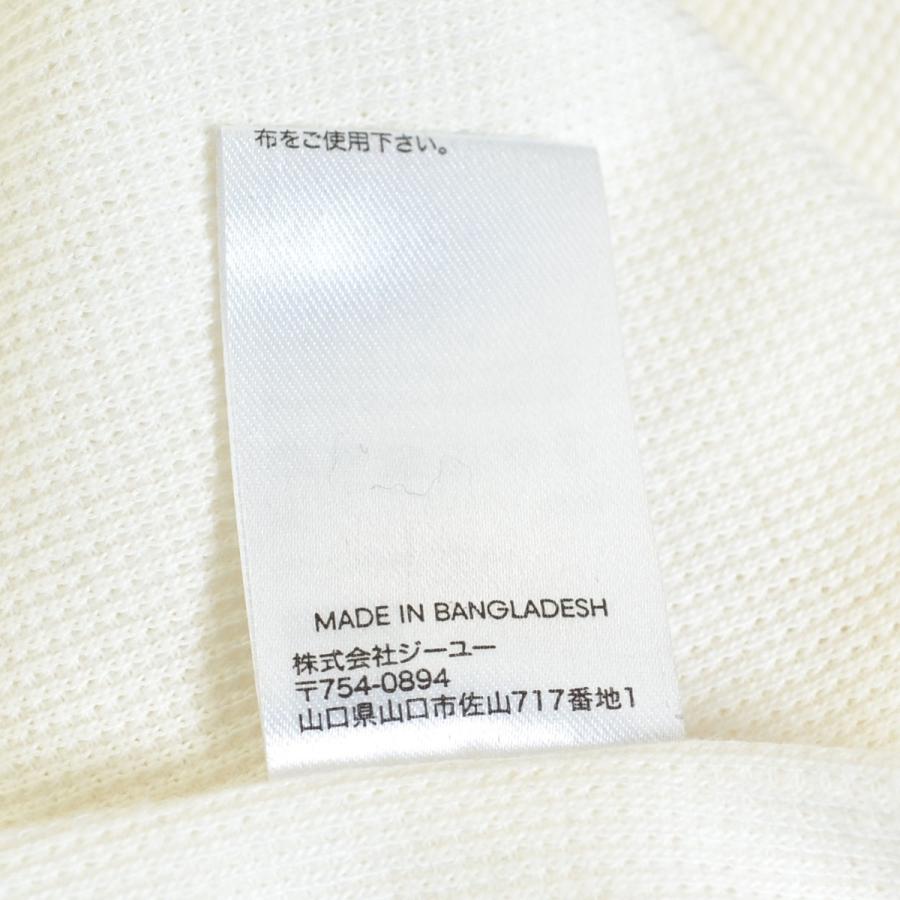 布をご使用下さい。
MADE IN BANGLADESH
株式会社ジーユー
〒754-0894
山口県山口市佐山717番地1